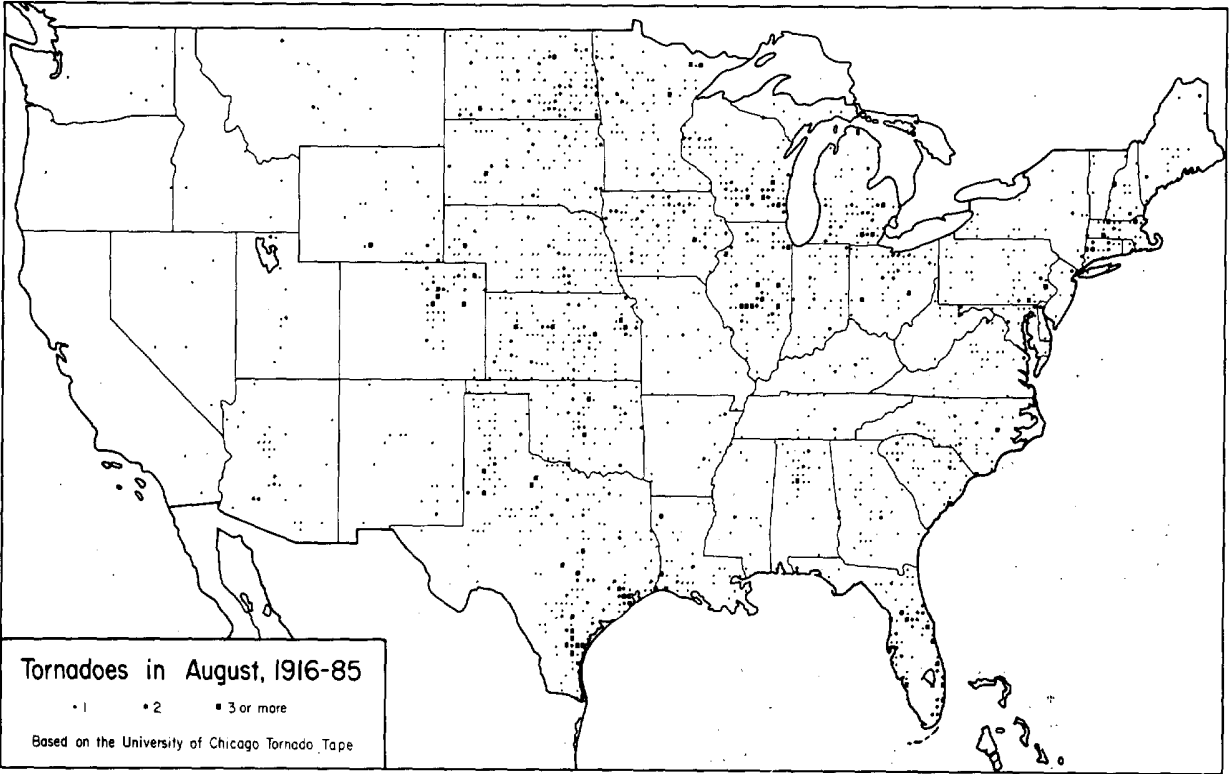 Tornadoes in August, 1916-85
1 2 3 or more
Based on the University of Chicago Tornado Tape